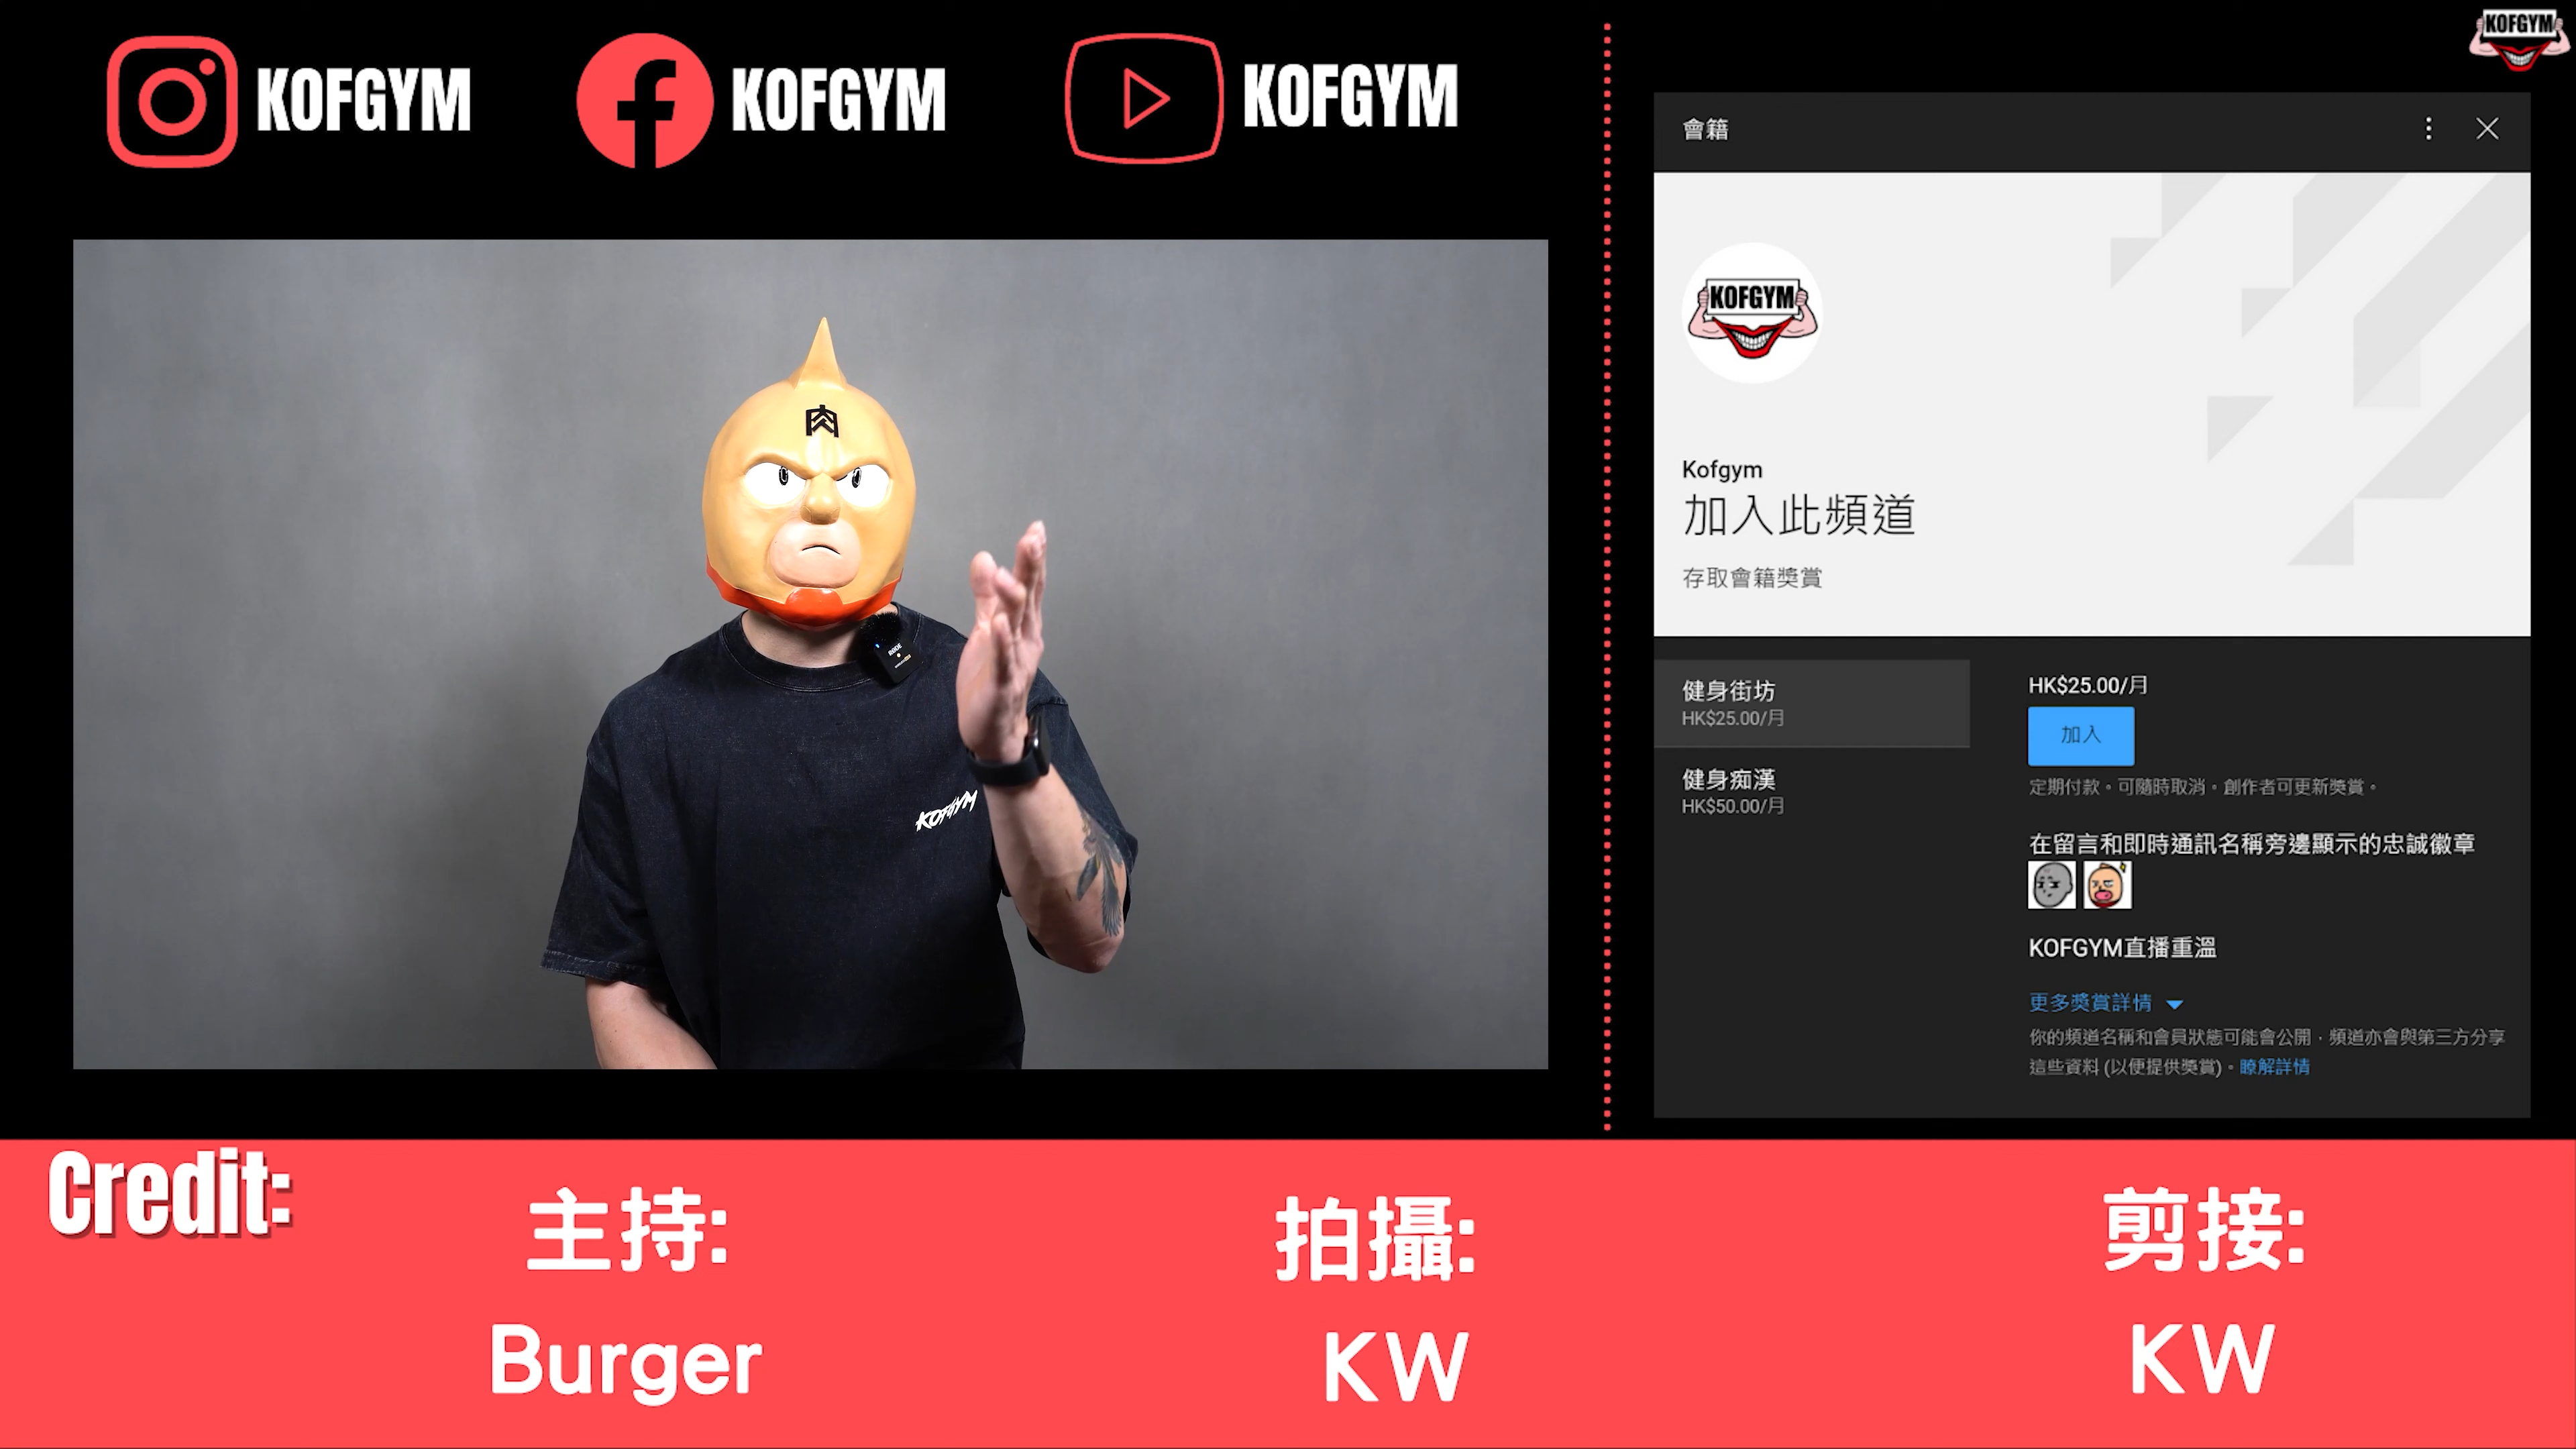 KOFGYM
KOFGYM
KOFGYM
KOFGYM
會籍
KOFGYM
Kofgym
加入此頻道
存取會籍獎賞
肉
RODE
KOFGYM
健身街坊
HK$25.00/月
健身痴漢
HK$50.00/月
HK$25.00/月
加入
定期付款。可隨時取消。創作者可更新獎賞。
在留言和即時通訊名稱旁邊顯示的忠誠徽章
KOFGYM直播重溫
更多獎賞詳情
你的頻道名稱和會員狀態可能會公開，頻道亦會與第三方分享
這些資料 (以便提供獎賞)。瞭解詳情
Credit:
主持:
Burger
拍攝:
KW
剪接:
KW